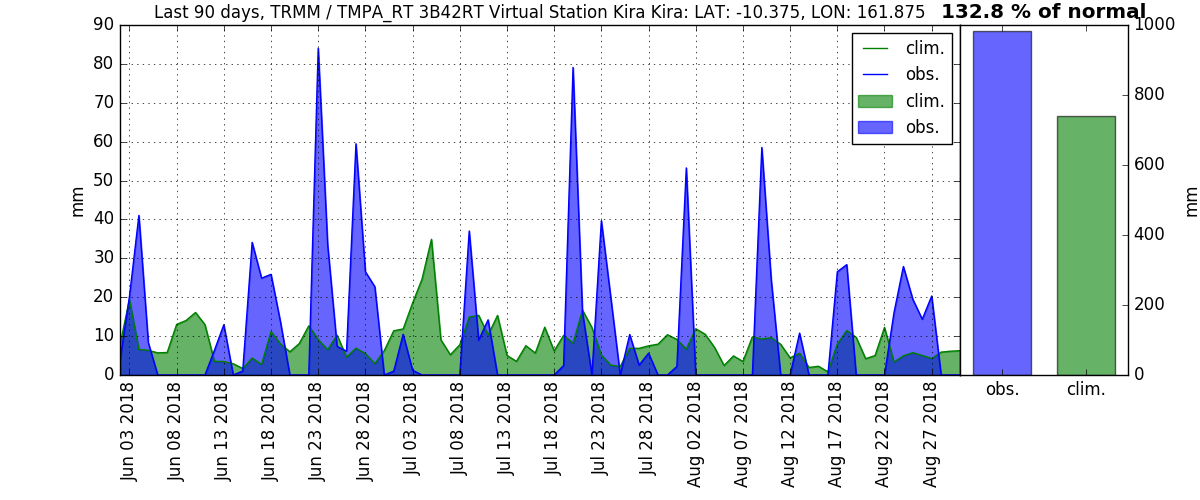 Last 90 days, TRMM / TMPA_RT 3B42RT Virtual Station Kira Kira: LAT: -10.375, LON: 161.875 132.8 % of normal
90
80
70
60
50
40
30
20
10
0
mm
clim.
obs.
clim.
obs.
1000
800
600
400
200
0
mm
obs. clim.
Jun 03 2018
Jun 08 2018
Jun 13 2018
Jun 18 2018
Jun 23 2018
Jun 28 2018
Jul 03 2018
Jul 08 2018
Jul 13 2018
Jul 18 2018
Jul 23 2018
Jul 28 2018
Aug 02 2018
Aug 07 2018
Aug 12 2018
Aug 17 2018
Aug 22 2018
Aug 27 2018